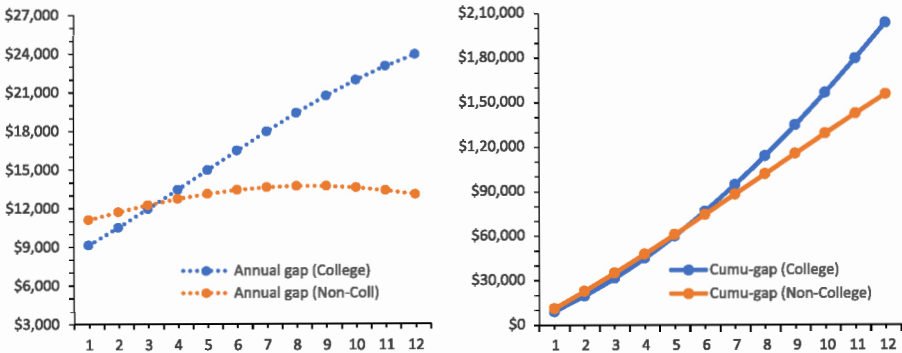 $27,000
$24,000
$21,000
$18,000
$15,000
$12,000
$9,000
$6,000
$3,000
Annual gap (College)
Annual gap (Non-Coll)
1 2 3 4 5 6 7 8 9 10 11 12
$2,10,000
$1,80,000
$1,50,000
$1,20,000
$90,000
$60,000
$30,000
$0
Cumu-gap (College)
Cumu-gap (Non-College)
1 2 3 4 5 6 7 8 9 10 11 12